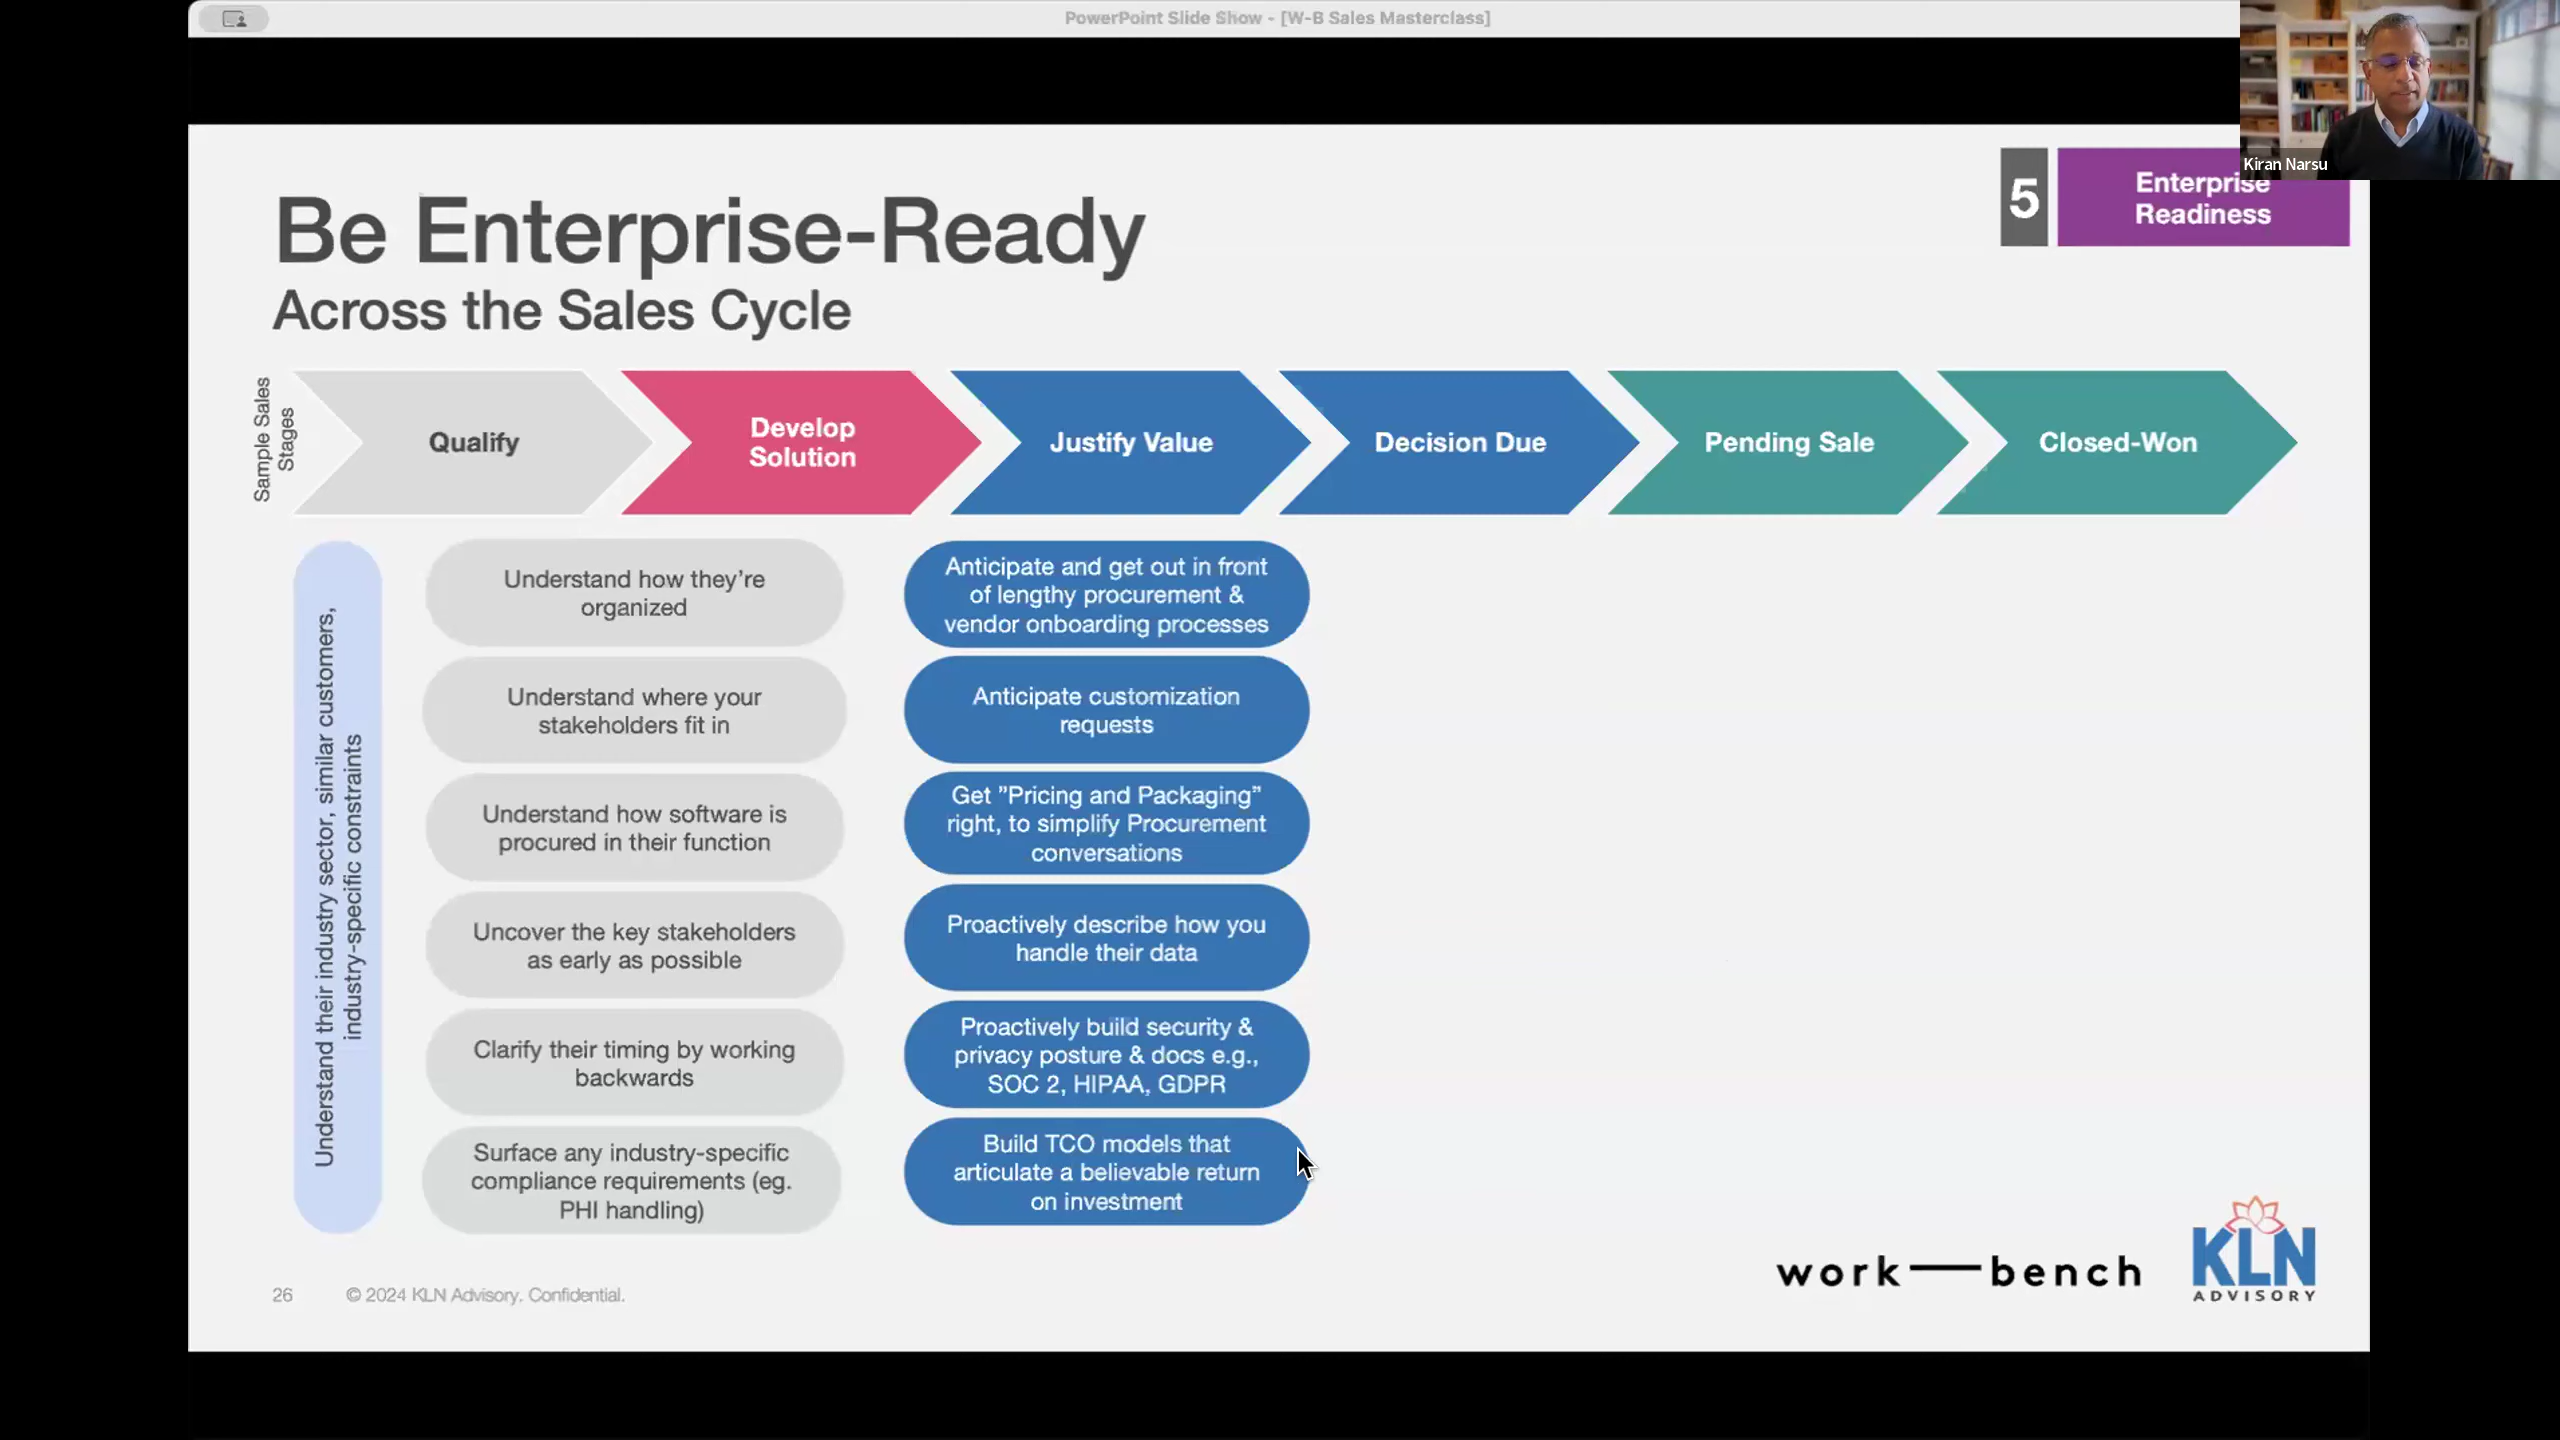 PowerPoint Slide Show - [W-B Sales Masterclass]
Kiran Narsu
5
Enterprise
Readiness
Be Enterprise-Ready
Across the Sales Cycle
Sample Sales
Stages
Qualify
Develop
Solution
Justify Value
Decision Due
Pending Sale
Closed-Won
Understand their industry sector, similar customers,
industry-specific constraints
Understand how they’re
organized
Understand where your
stakeholders fit in
Understand how software is
procured in their function
Uncover the key stakeholders
as early as possible
Clarify their timing by working
backwards
Surface any industry-specific
compliance requirements (eg.
PHI handling)
Anticipate and get out in front
of lengthy procurement &
vendor onboarding processes
Anticipate customization
requests
Get ”Pricing and Packaging”
right, to simplify Procurement
conversations
Proactively describe how you
handle their data
Proactively build security &
privacy posture & docs e.g.,
SOC 2, HIPAA, GDPR
Build TCO models that
articulate a believable return
on investment
26
© 2024 KLN Advisory. Confidential.
work—bench
KLN
ADVISORY